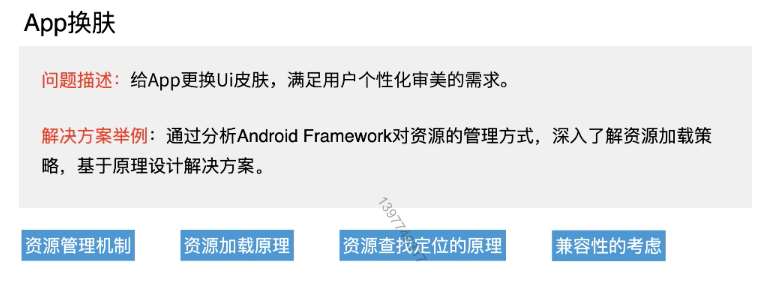 App换肤
问题描述：给App更换Ui皮肤，满足用户个性化审美的需求。
解决方案举例：通过分析Android Framework对资源的管理方式，深入了解资源加载策
略，基于原理设计解决方案。
资源管理机制
资源加载原理
资源查找定位的原理
兼容性的考虑